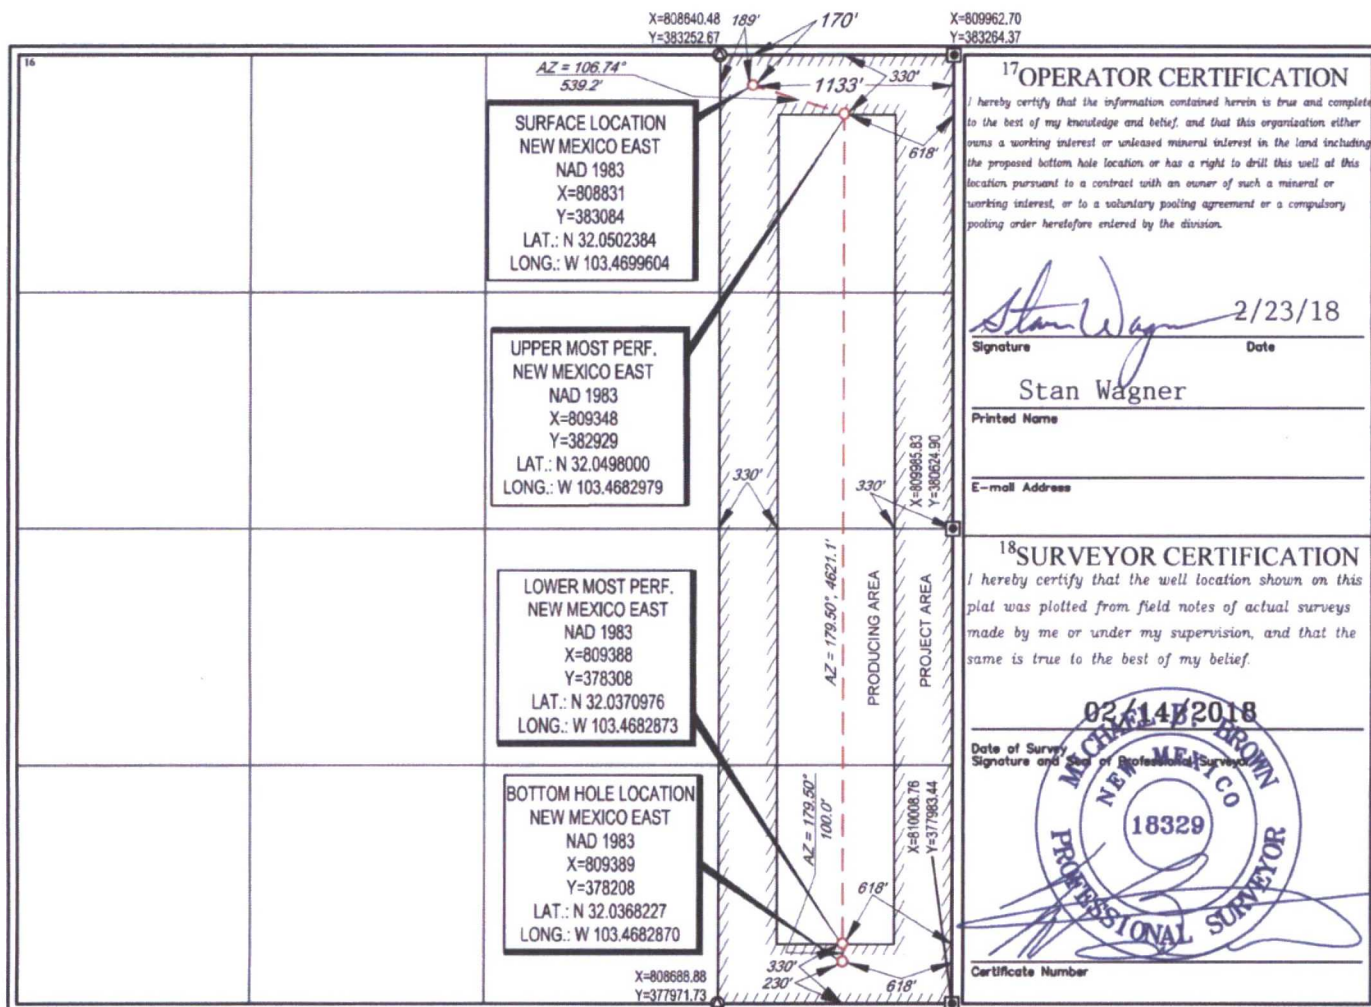 X=808640.48
Y=383252.67
189'
170'
X=809962.70
Y=383264.37
16
AZ = 106.74°
539.2'
1133'
330'
618'
SURFACE LOCATION
NEW MEXICO EAST
NAD 1983
X=808831
Y=383084
LAT.: N 32.0502384
LONG.: W 103.4699604
UPPER MOST PERF.
NEW MEXICO EAST
NAD 1983
X=809348
Y=382929
LAT.: N 32.0498000
LONG.: W 103.4682979
330'
330'
X=809985.83
Y=380624.90
LOWER MOST PERF.
NEW MEXICO EAST
NAD 1983
X=809388
Y=378308
LAT.: N 32.0370976
LONG.: W 103.4682873
AZ = 179.50°, 4621.1'
PRODUCING AREA
PROJECT AREA
BOTTOM HOLE LOCATION
NEW MEXICO EAST
NAD 1983
X=809389
Y=378208
LAT.: N 32.0368227
LONG.: W 103.4682870
AZ = 179.50°
100.0'
X=810008.76
Y=377983.44
618'
330'
230'
618'
X=808688.88
Y=377971.73
17 OPERATOR CERTIFICATION
I hereby certify that the information contained herein is true and complete
to the best of my knowledge and belief, and that this organization either
owns a working interest or unleased mineral interest in the land including
the proposed bottom hole location or has a right to drill this well at this
location pursuant to a contract with an owner of such a mineral or
working interest, or to a voluntary pooling agreement or a compulsory
pooling order heretofore entered by the division.
Stan Wagner
2/23/18
Signature
Date
Stan Wagner
Printed Name
E-mail Address
18 SURVEYOR CERTIFICATION
I hereby certify that the well location shown on this
plat was plotted from field notes of actual surveys
made by me or under my supervision, and that the
same is true to the best of my belief.
02/14/2018
Date of Survey
Signature and Seal of Professional Surveyor
MICHAEL B. BROWN
NEW MEXICO
18329
PROFESSIONAL SURVEYOR
Certificate Number